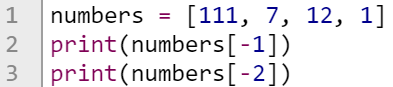 1 numbers = [111, 7, 12, 1]
2 print(numbers[-1])
3 print(numbers[-2])